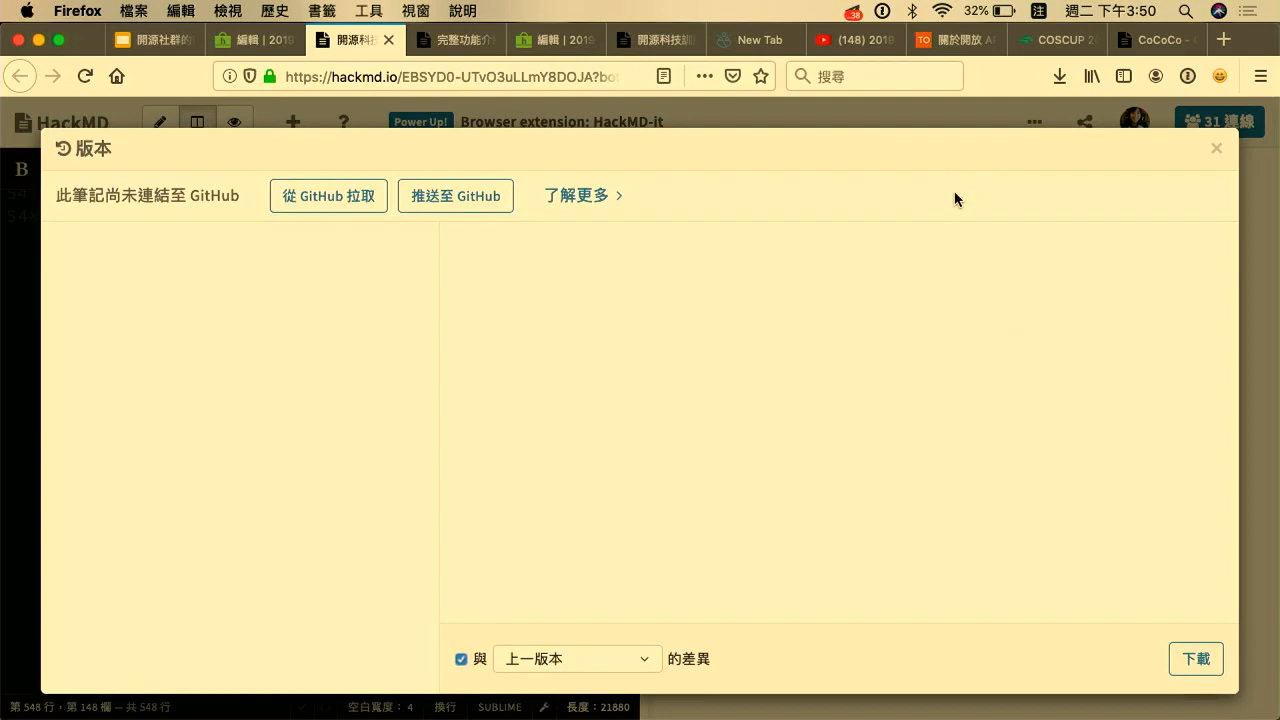 Firefox 檔案 編輯 檢視 歷史 書籤 工具 視窗 說明 38 32% 注 週二 下午3:50
開源社群的 編輯 | 2019 開源科技 完整功能介 編輯 | 2019 開源科技訓 New Tab (148) 2019 TO 關於開放 A COSCUP 2 CoCoCo -
https://hackmd.io/EBSYD0-UTvO3uLLmY8DOJA?bo 搜尋
HackMD Power Up! Browser extension: HackMD-it 31 連線
B
版本
此筆記尚未連結至 GitHub 從 GitHub 拉取 推送至 GitHub 了解更多
與 上一版本 的差異 下載
第 548 行，第 148 欄 — 共 548 行 空白寬度： 4 換行 SUBLIME 長度：21880